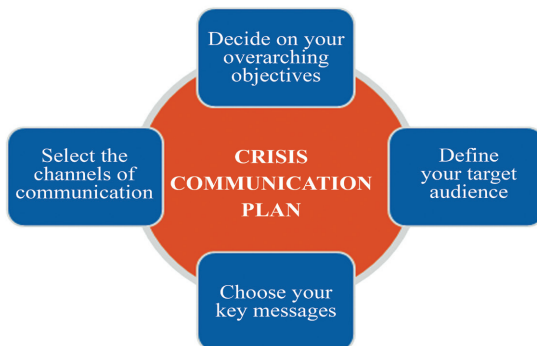 Decide on your
overarching
objectives
Select the
channels of
communication
CRISIS
COMMUNICATION
PLAN
Define
your target
audience
Choose your
key messages